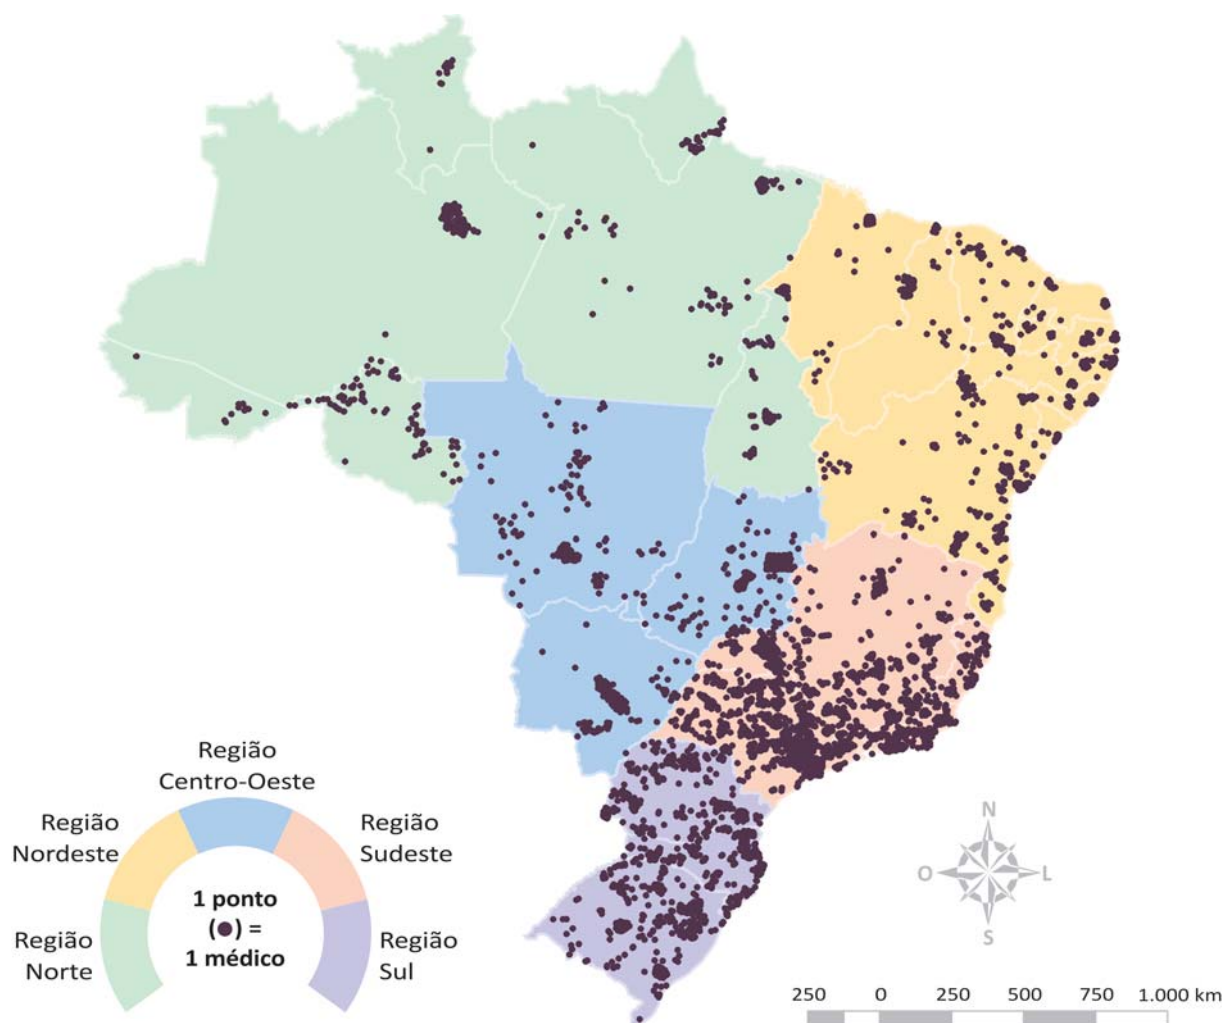 Região
Centro-Oeste
Região
Nordeste
Região
Sudeste
1 ponto
(●) =
1 médico
Região
Norte
Região
Sul
N
O
L
S
250 0 250 500 750 1.000 km